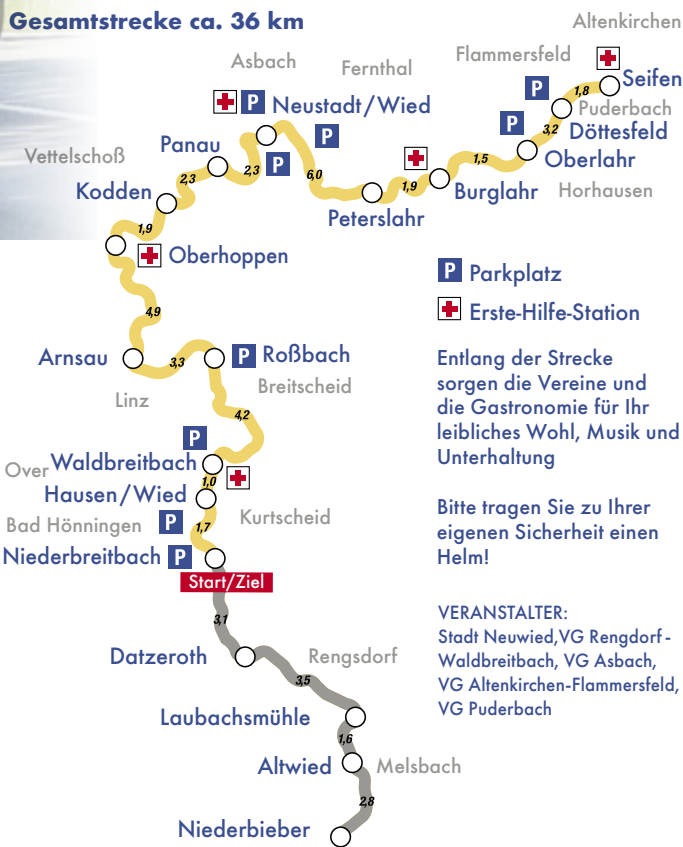 Gesamtstrecke ca. 36 km
Altenkirchen
Asbach
Fernthal
Flammersfeld
Seifen
1,8
P
P Neustadt/Wied
P
P
Puderbach
3,2
Döttesfeld
Vettelschoß
Panau
2,3
P
6,0
1,5
Oberlahr
Kodden
2,3
1,9
Burglahr
Horhausen
Peterslahr
1,9
Oberhoppen
P Parkplatz
Erste-Hilfe-Station
4,9
Arnsau
3,3
P Roßbach
Linz
Breitscheid
Entlang der Strecke
sorgen die Vereine und
die Gastronomie für Ihr
leibliches Wohl, Musik und
Unterhaltung
4,2
P
Over
Waldbreitbach
1,0
Hausen/Wied
Bad Hönningen
P
1,7
Kurtscheid
Bitte tragen Sie zu Ihrer
eigenen Sicherheit einen
Helm!
Niederbreitbach P
Start/Ziel
3,1
VERANSTALTER:
Stadt Neuwied,VG Rengdorf-
Waldbreitbach, VG Asbach,
VG Altenkirchen-Flammersfeld,
VG Puderbach
Datzeroth
Rengsdorf
3,5
Laubachsmühle
1,6
Altwied
Melsbach
2,8
Niederbieber